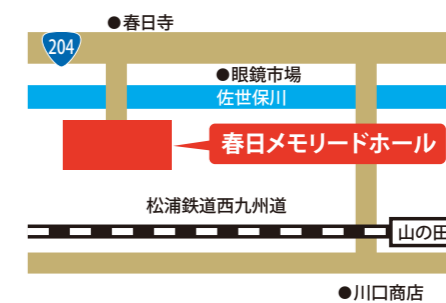 ●春日寺
204
●眼鏡市場
佐世保川
春日メモリードホール
松浦鉄道西九州道
山の田
●川口商店